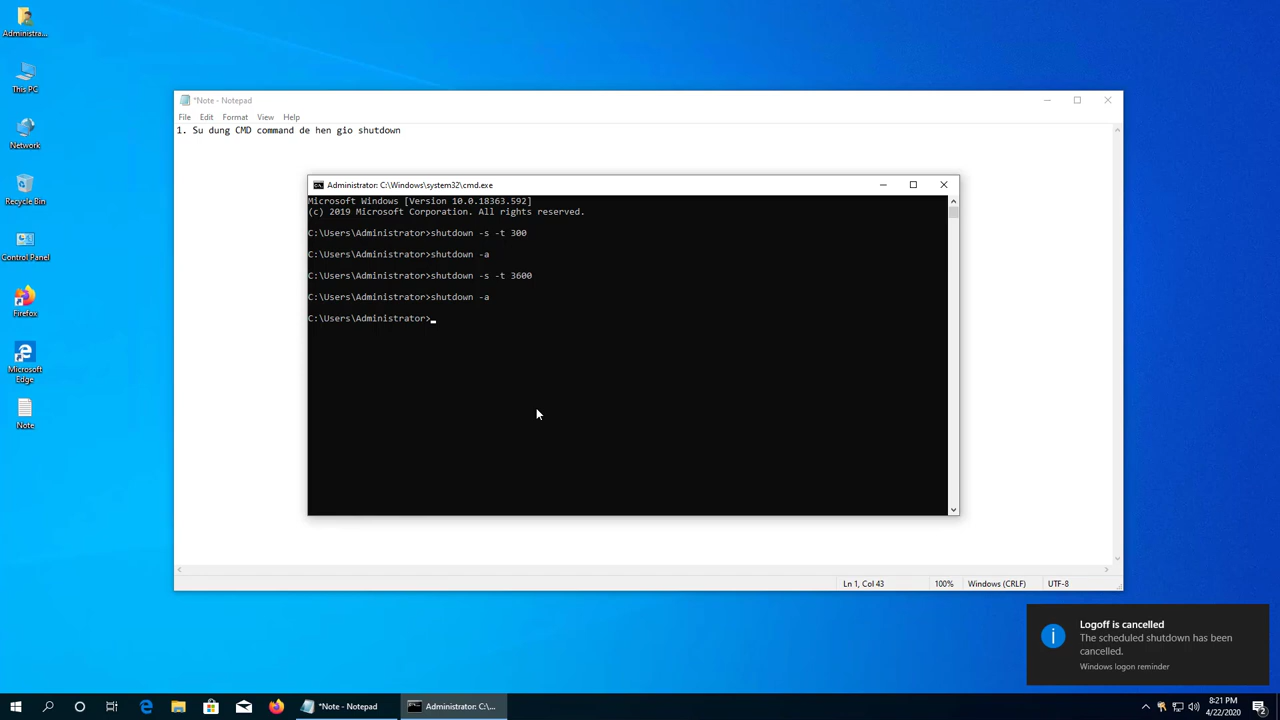 Administra...
This PC
Network
Recycle Bin
Control Panel
Firefox
Microsoft
Edge
Note
*Note - Notepad
File Edit Format View Help
1. Su dung CMD command de hen gio shutdown
Administrator: C:\Windows\system32\cmd.exe
Microsoft Windows [Version 10.0.18363.592]
(c) 2019 Microsoft Corporation. All rights reserved.
C:\Users\Administrator>shutdown -s -t 300
C:\Users\Administrator>shutdown -a
C:\Users\Administrator>shutdown -s -t 3600
C:\Users\Administrator>shutdown -a
C:\Users\Administrator>
Ln 1, Col 43 100% Windows (CRLF) UTF-8
Logoff is cancelled
The scheduled shutdown has been
cancelled.
Windows logon reminder
*Note - Notepad
Administrator: C:\...
8:21 PM
4/22/2020
2